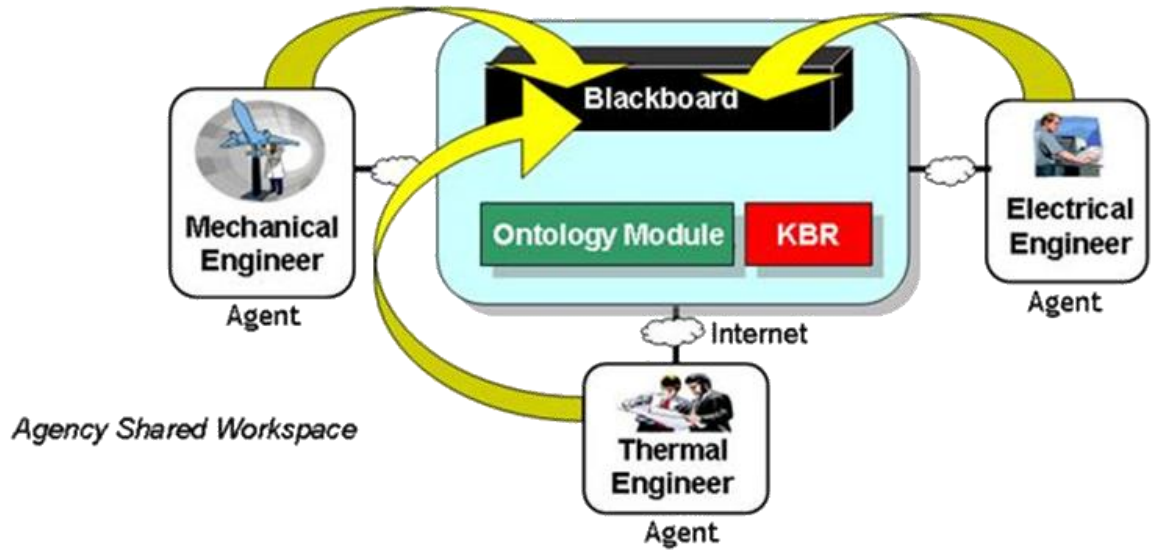 Blackboard
Mechanical
Engineer
Agent
Ontology Module
KBR
Electrical
Engineer
Agent
Internet
Agency Shared Workspace
Thermal
Engineer
Agent